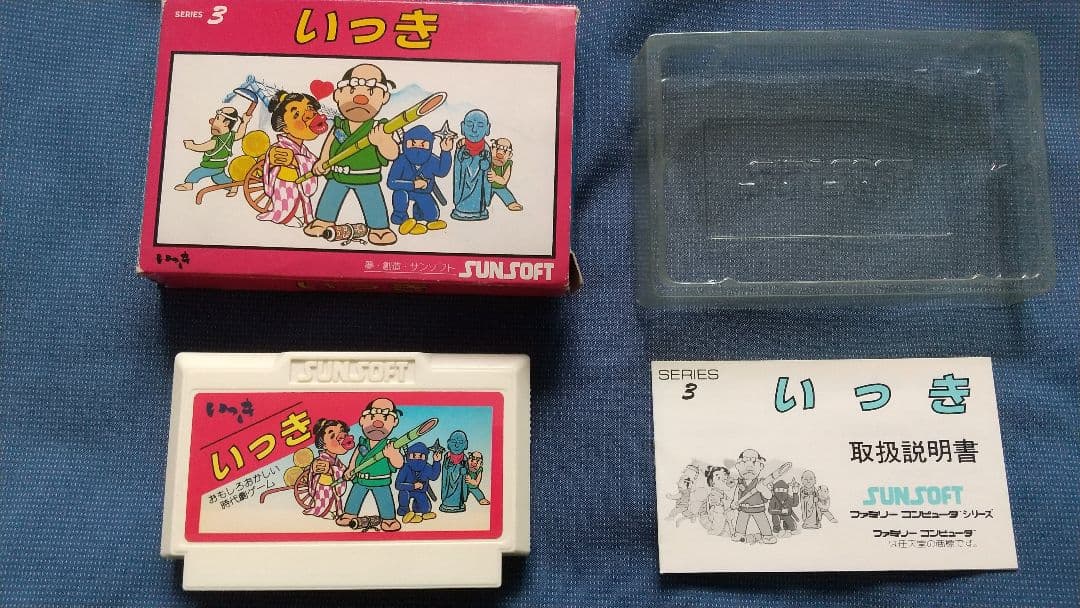 SERIES 3
いっき
いっき
夢・創造・サンソフト SUNSOFT
いっき
SUNSOFT
いっき
いっき
おもしろおかしい
時代劇ゲーム
SERIES
3
いっき
取扱説明書
SUNSOFT
ファミリーコンピュータシリーズ
ファミリーコンピュータ
は任天堂の商標です。